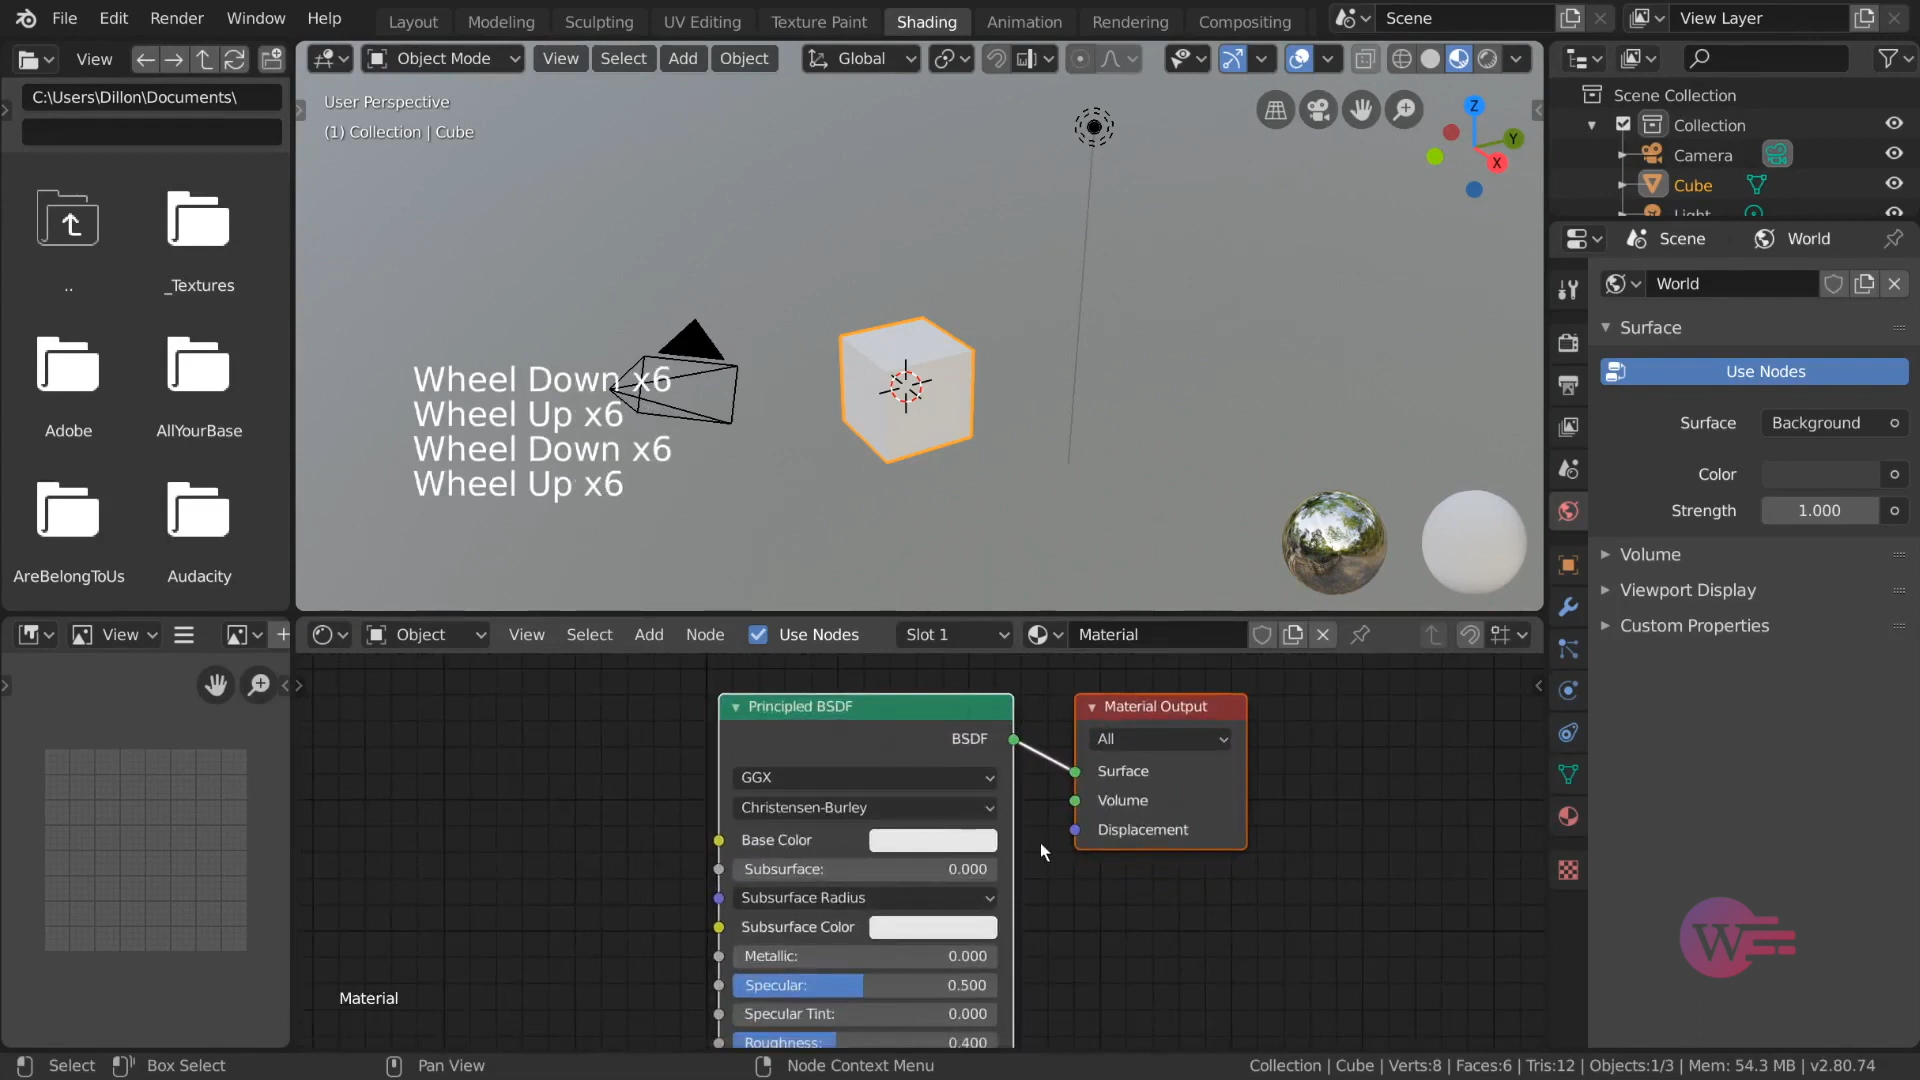 File Edit Render Window Help Layout Modeling Sculpting UV Editing Texture Paint Shading Animation Rendering Compositing Scene View Layer
View
C:\Users\Dillon\Documents\
..
_Textures
Adobe
AllYourBase
AreBelongToUs
Audacity
Object Mode View Select Add Object Global
User Perspective
(1) Collection | Cube
Z
Y
X
Wheel Down x6
Wheel Up x6
Wheel Down x6
Wheel Up x6
Scene Collection
Collection
Camera
Cube
Light
Scene World
World
Surface
Use Nodes
Surface Background
Color
Strength 1.000
Volume
Viewport Display
Custom Properties
View
Object View Select Add Node Use Nodes Slot 1 Material
Principled BSDF
BSDF
GGX
Christensen-Burley
Base Color
Subsurface: 0.000
Subsurface Radius
Subsurface Color
Metallic: 0.000
Specular: 0.500
Specular Tint: 0.000
Roughness: 0.400
Material Output
All
Surface
Volume
Displacement
Material
W
Select Box Select Pan View Node Context Menu Collection | Cube | Verts:8 | Faces:6 | Tris:12 | Objects:1/3 | Mem: 54.3 MB | v2.80.74